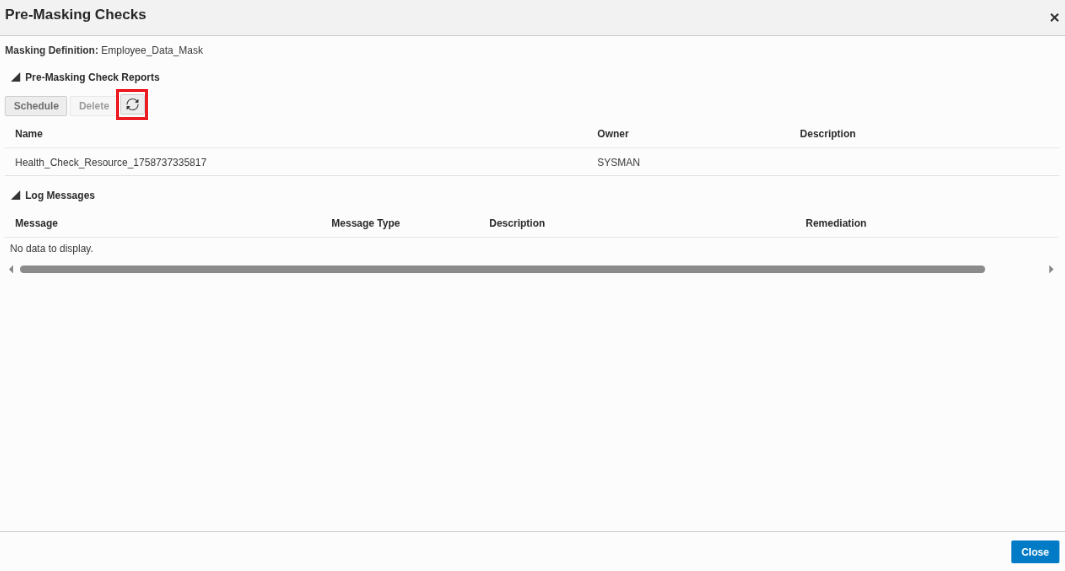 Pre-Masking Checks
Masking Definition: Employee_Data_Mask
Pre-Masking Check Reports
Schedule Delete
Name Owner Description
Health_Check_Resource_1758737335817 SYSMAN
Log Messages
Message Message Type Description Remediation
No data to display.
Close